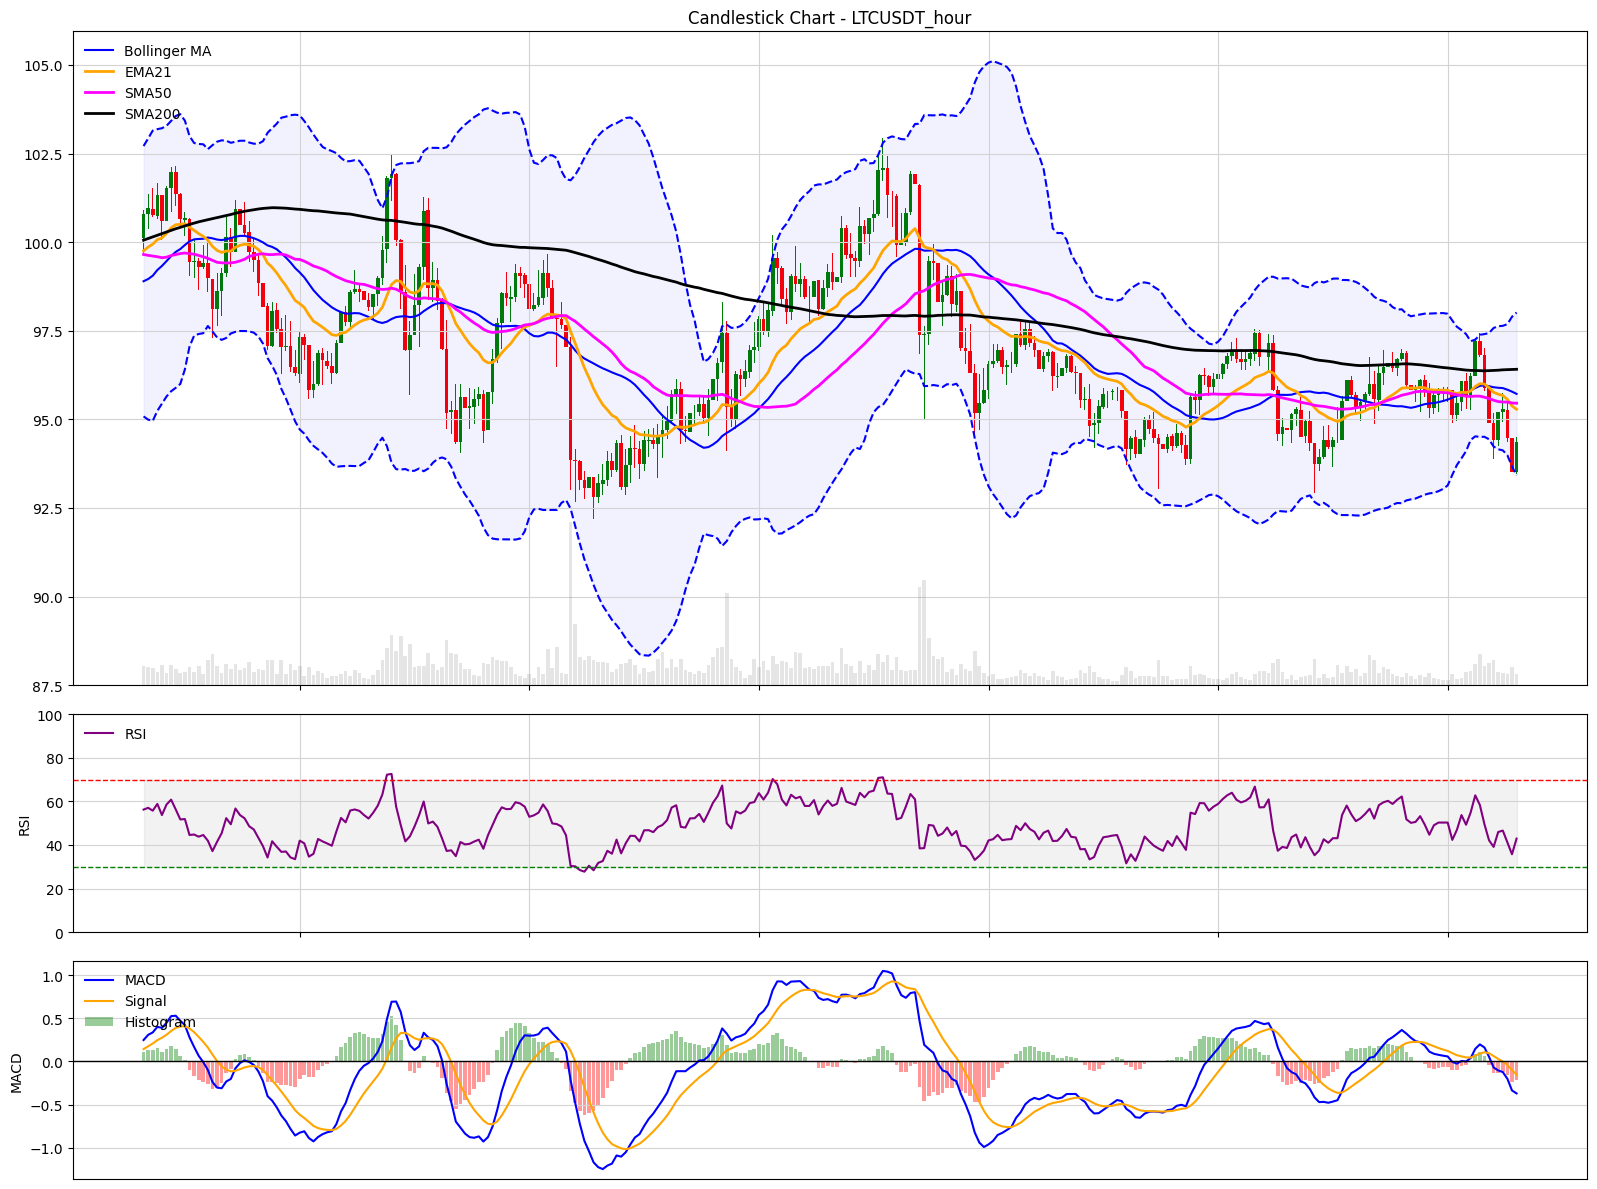 Candlestick Chart - LTCUSDT_hour
Bollinger MA
EMA21
SMA50
SMA200
105.0
102.5
100.0
97.5
95.0
92.5
90.0
87.5
RSI
RSI
100
80
60
40
20
0
MACD
Signal
Histogram
MACD
1.0
0.5
0.0
−0.5
−1.0